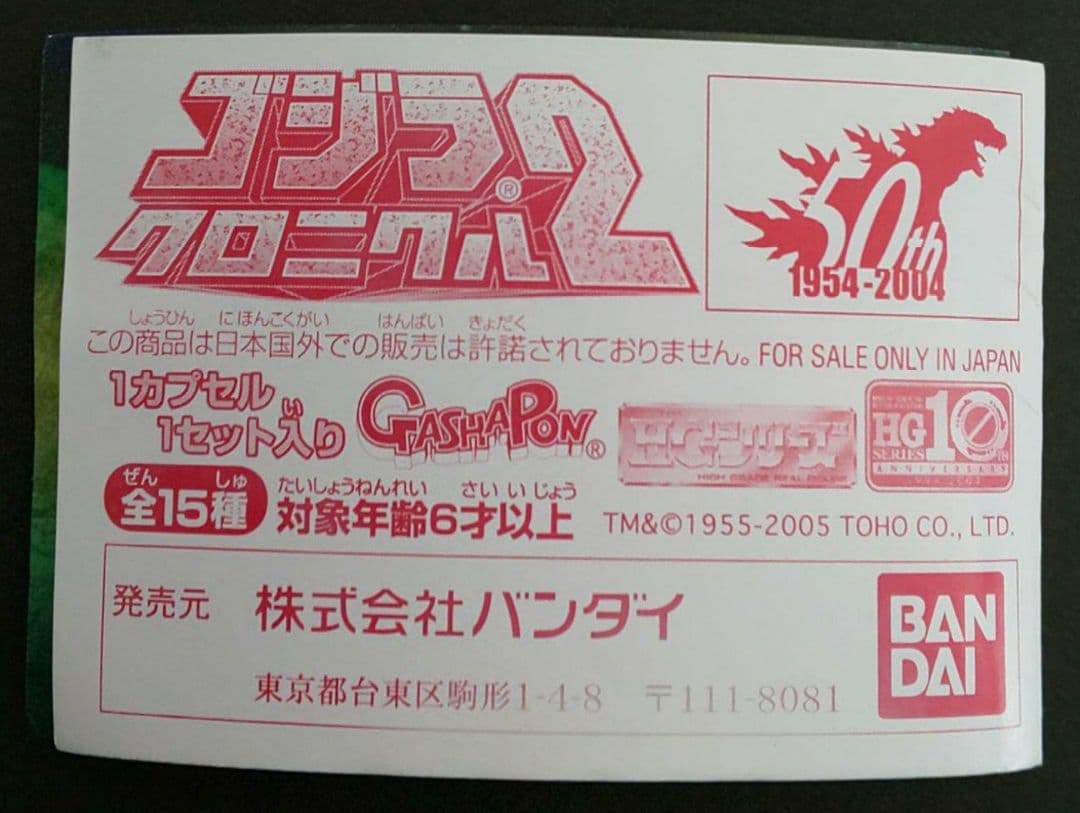 ゴジラ2
クロニクル®
50th
1954-2004
しょうひん にほんこくがい はんばい きょだく
この商品は日本国外での販売は許諾されておりません。FOR SALE ONLY IN JAPAN
1カプセル
い
1セット入り
GASHAPON®
HGシリーズ
HIGH GRADE REAL FIGURE
HG
SERIES
10TH
ANNIVERSARY
ぜん しゅ
全15種
たいしょうねんれい さい いじょう
対象年齢6才以上
TM&©1955-2005 TOHO CO., LTD.
発売元 株式会社バンダイ
東京都台東区駒形1-4-8 〒111-8081
BAN
DAI